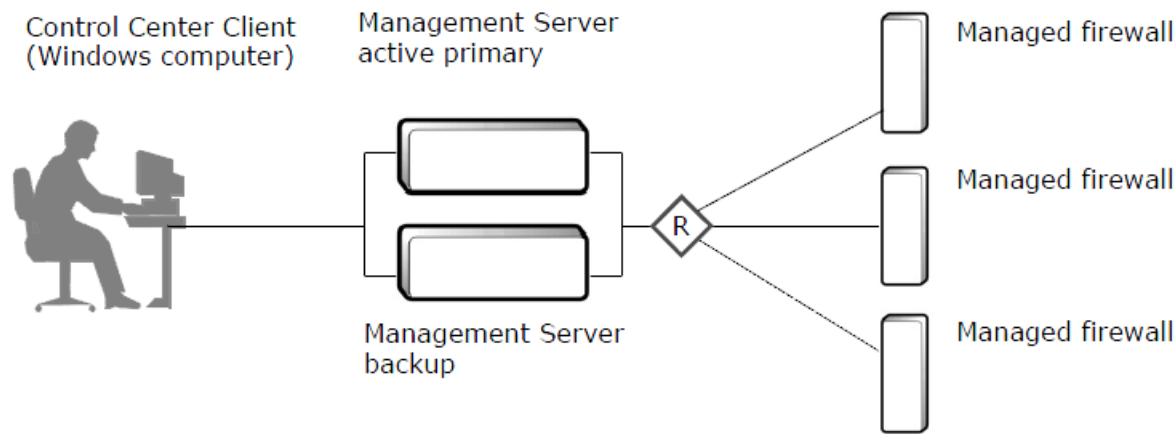 Control Center Client
(Windows computer)
Management Server
active primary
Managed firewall
Managed firewall
R
Management Server
backup
Managed firewall